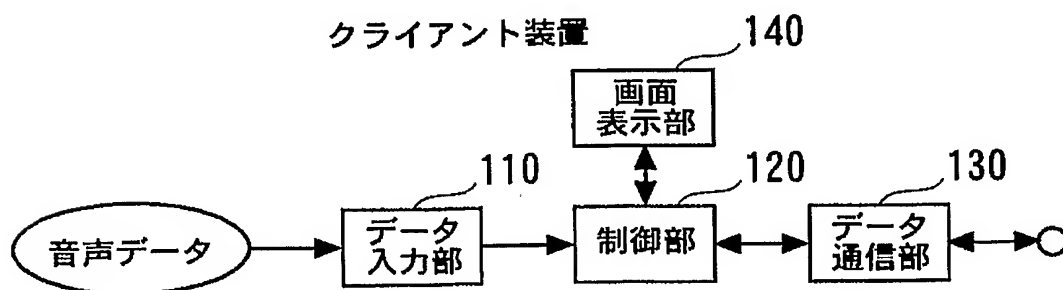 クライアント装置
140
画面
表示部
110
120
130
音声データ
データ
入力部
制御部
データ
通信部